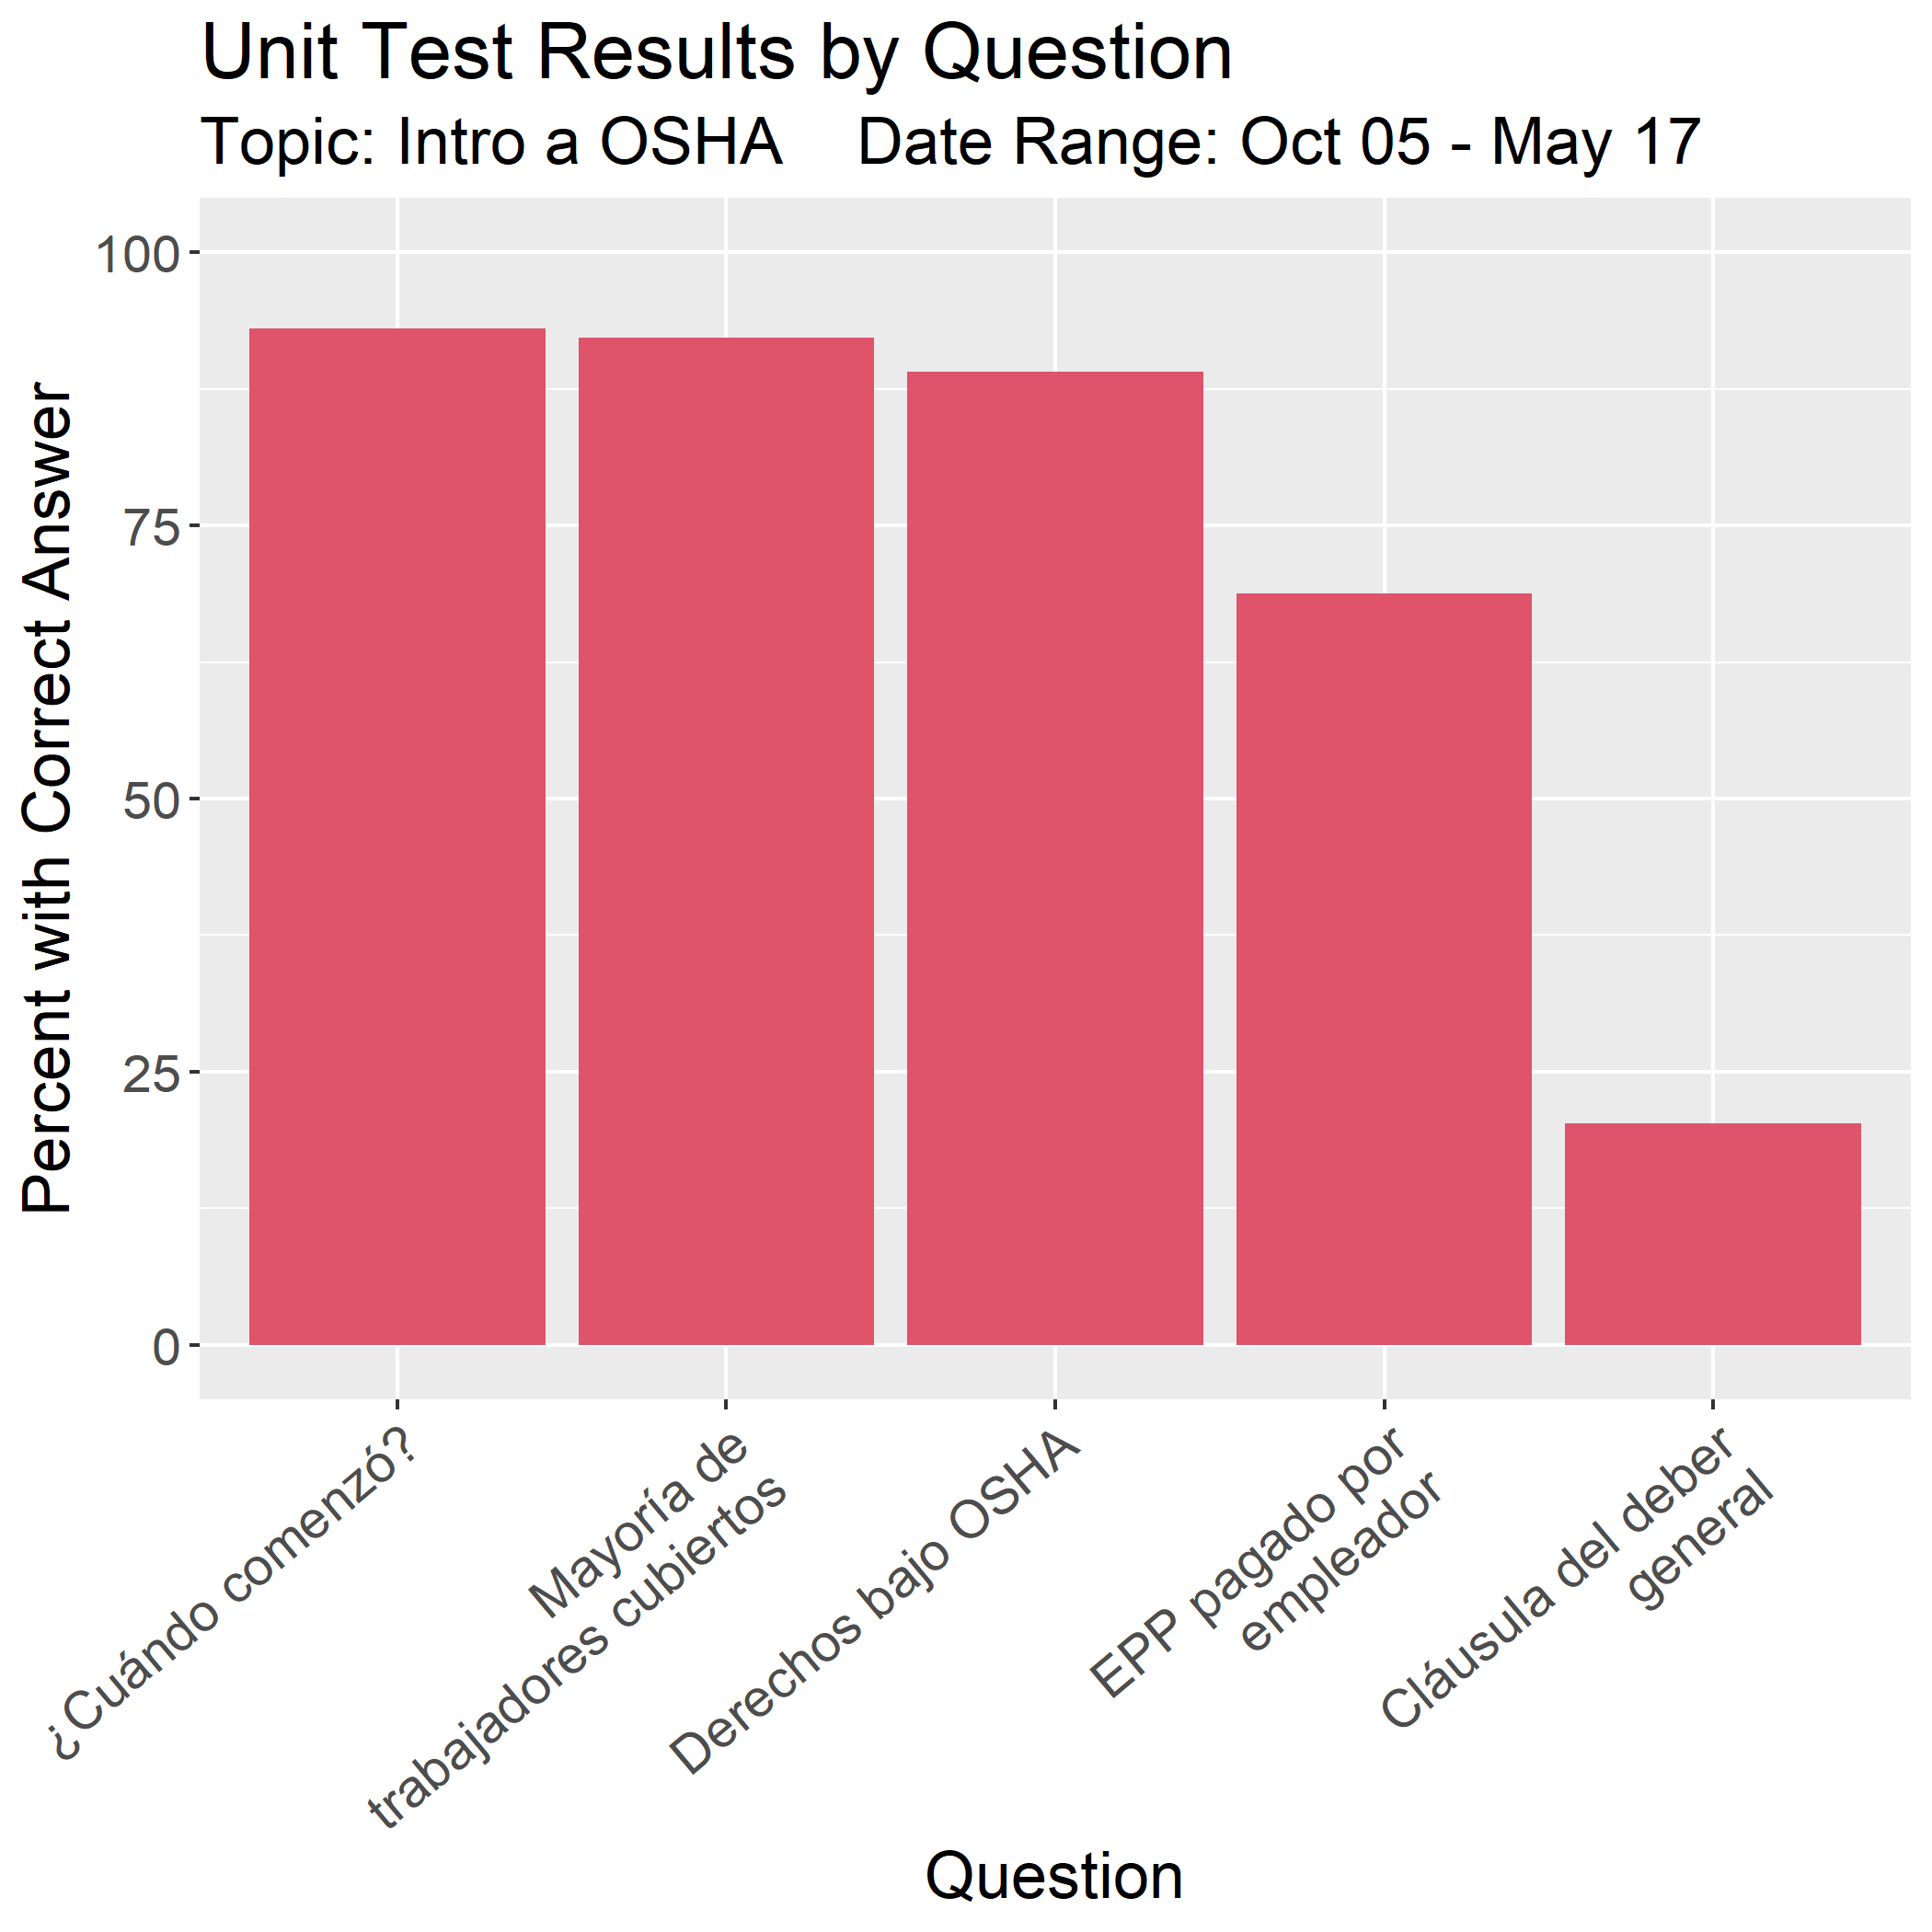 Unit Test Results by Question
Topic: Intro a OSHA    Date Range: Oct 05 - May 17
Percent with Correct Answer
100
75
50
25
0
¿Cuándo comenzó?
Mayoría de
trabajadores cubiertos
Derechos bajo OSHA
EPP pagado por
empleador
Cláusula del deber
general
Question